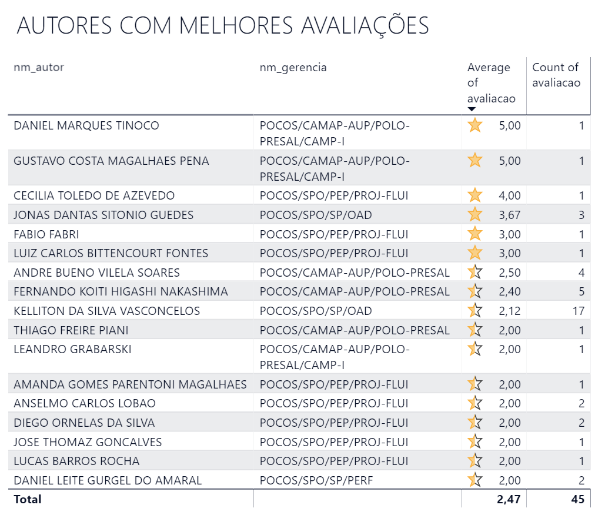 AUTORES COM MELHORES AVALIAÇÕES
nm_autor nm_gerencia Average of avaliacao Count of avaliacao
DANIEL MARQUES TINOCO POCOS/CAMAP-AUP/POLO- 5,00 1
PRESAL/CAMP-I
GUSTAVO COSTA MAGALHAES PENA POCOS/CAMAP-AUP/POLO- 5,00 1
PRESAL/CAMP-I
CECILIA TOLEDO DE AZEVEDO POCOS/SPO/PEP/PROJ-FLUI 4,00 1
JONAS DANTAS SITONIO GUEDES POCOS/SPO/SP/OAD 3,67 3
FABIO FABRI POCOS/SPO/PEP/PROJ-FLUI 3,00 1
LUIZ CARLOS BITTENCOURT FONTES POCOS/SPO/PEP/PROJ-FLUI 3,00 1
ANDRE BUENO VILELA SOARES POCOS/CAMAP-AUP/POLO-PRESAL 2,50 4
FERNANDO KOITI HIGASHI NAKASHIMA POCOS/CAMAP-AUP/POLO-PRESAL 2,40 5
KELLITON DA SILVA VASCONCELOS POCOS/SPO/SP/OAD 2,12 17
THIAGO FREIRE PIANI POCOS/CAMAP-AUP/POLO-PRESAL 2,00 1
LEANDRO GRABARSKI POCOS/CAMAP-AUP/POLO- 2,00 1
PRESAL/CAMP-I
AMANDA GOMES PARENTONI MAGALHAES POCOS/SPO/PEP/PROJ-FLUI 2,00 1
ANSELMO CARLOS LOBAO POCOS/SPO/PEP/PROJ-FLUI 2,00 2
DIEGO ORNELAS DA SILVA POCOS/SPO/PEP/PROJ-FLUI 2,00 2
JOSE THOMAZ GONCALVES POCOS/SPO/PEP/PROJ-FLUI 2,00 1
LUCAS BARROS ROCHA POCOS/SPO/PEP/PROJ-FLUI 2,00 1
DANIEL LEITE GURGEL DO AMARAL POCOS/SPO/SP/PERF 2,00 2
Total 2,47 45